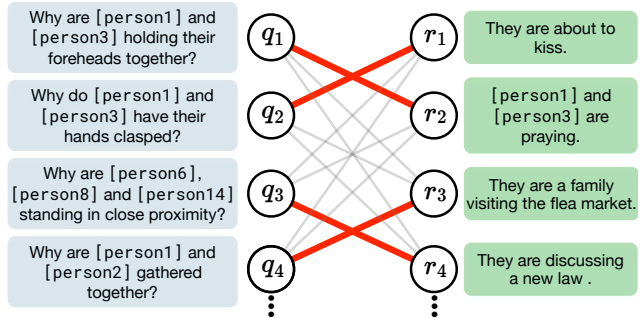 Why are [person1] and
[person3] holding their
foreheads together?
q1
r1
They are about to
kiss.
Why do [person1] and
[person3] have their
hands clasped?
q2
r2
[person1] and
[person3] are
praying.
Why are [person6],
[person8] and [person14]
standing in close proximity?
q3
r3
They are a family
visiting the flea market.
Why are [person1] and
[person2] gathered
together?
q4
r4
They are discussing
a new law .